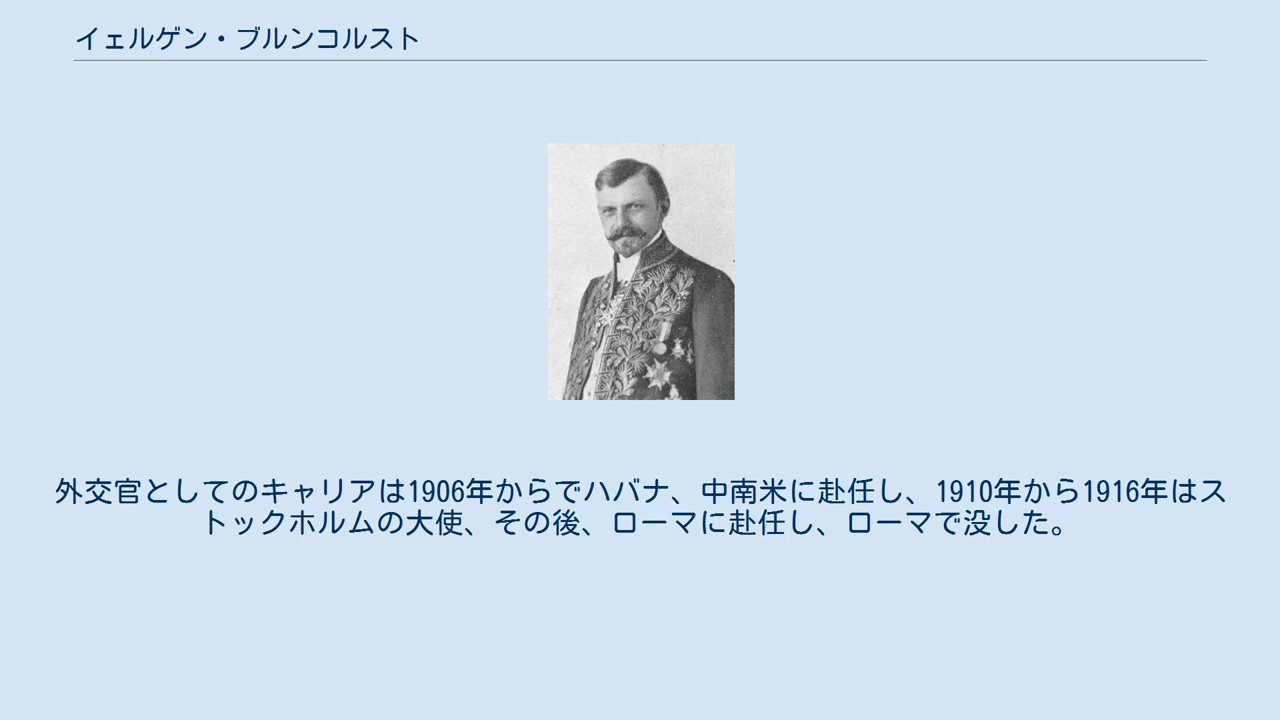 イェルゲン・ブルンコルスト
外交官としてのキャリアは1906年からでハバナ、中南米に赴任し、1910年から1916年はス
トックホルムの大使、その後、ローマに赴任し、ローマで没した。